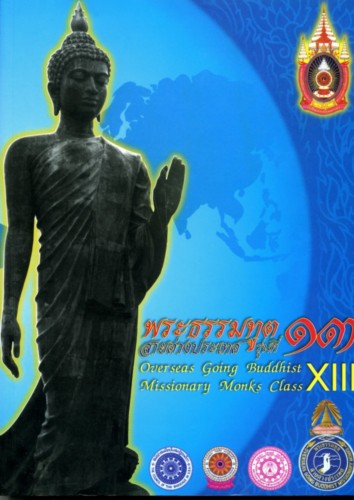 พระธรรมทูต
สายต่างประเทศ รุ่นที่ ๑๓
Overseas Going Buddhist
Missionary Monks Class XIII